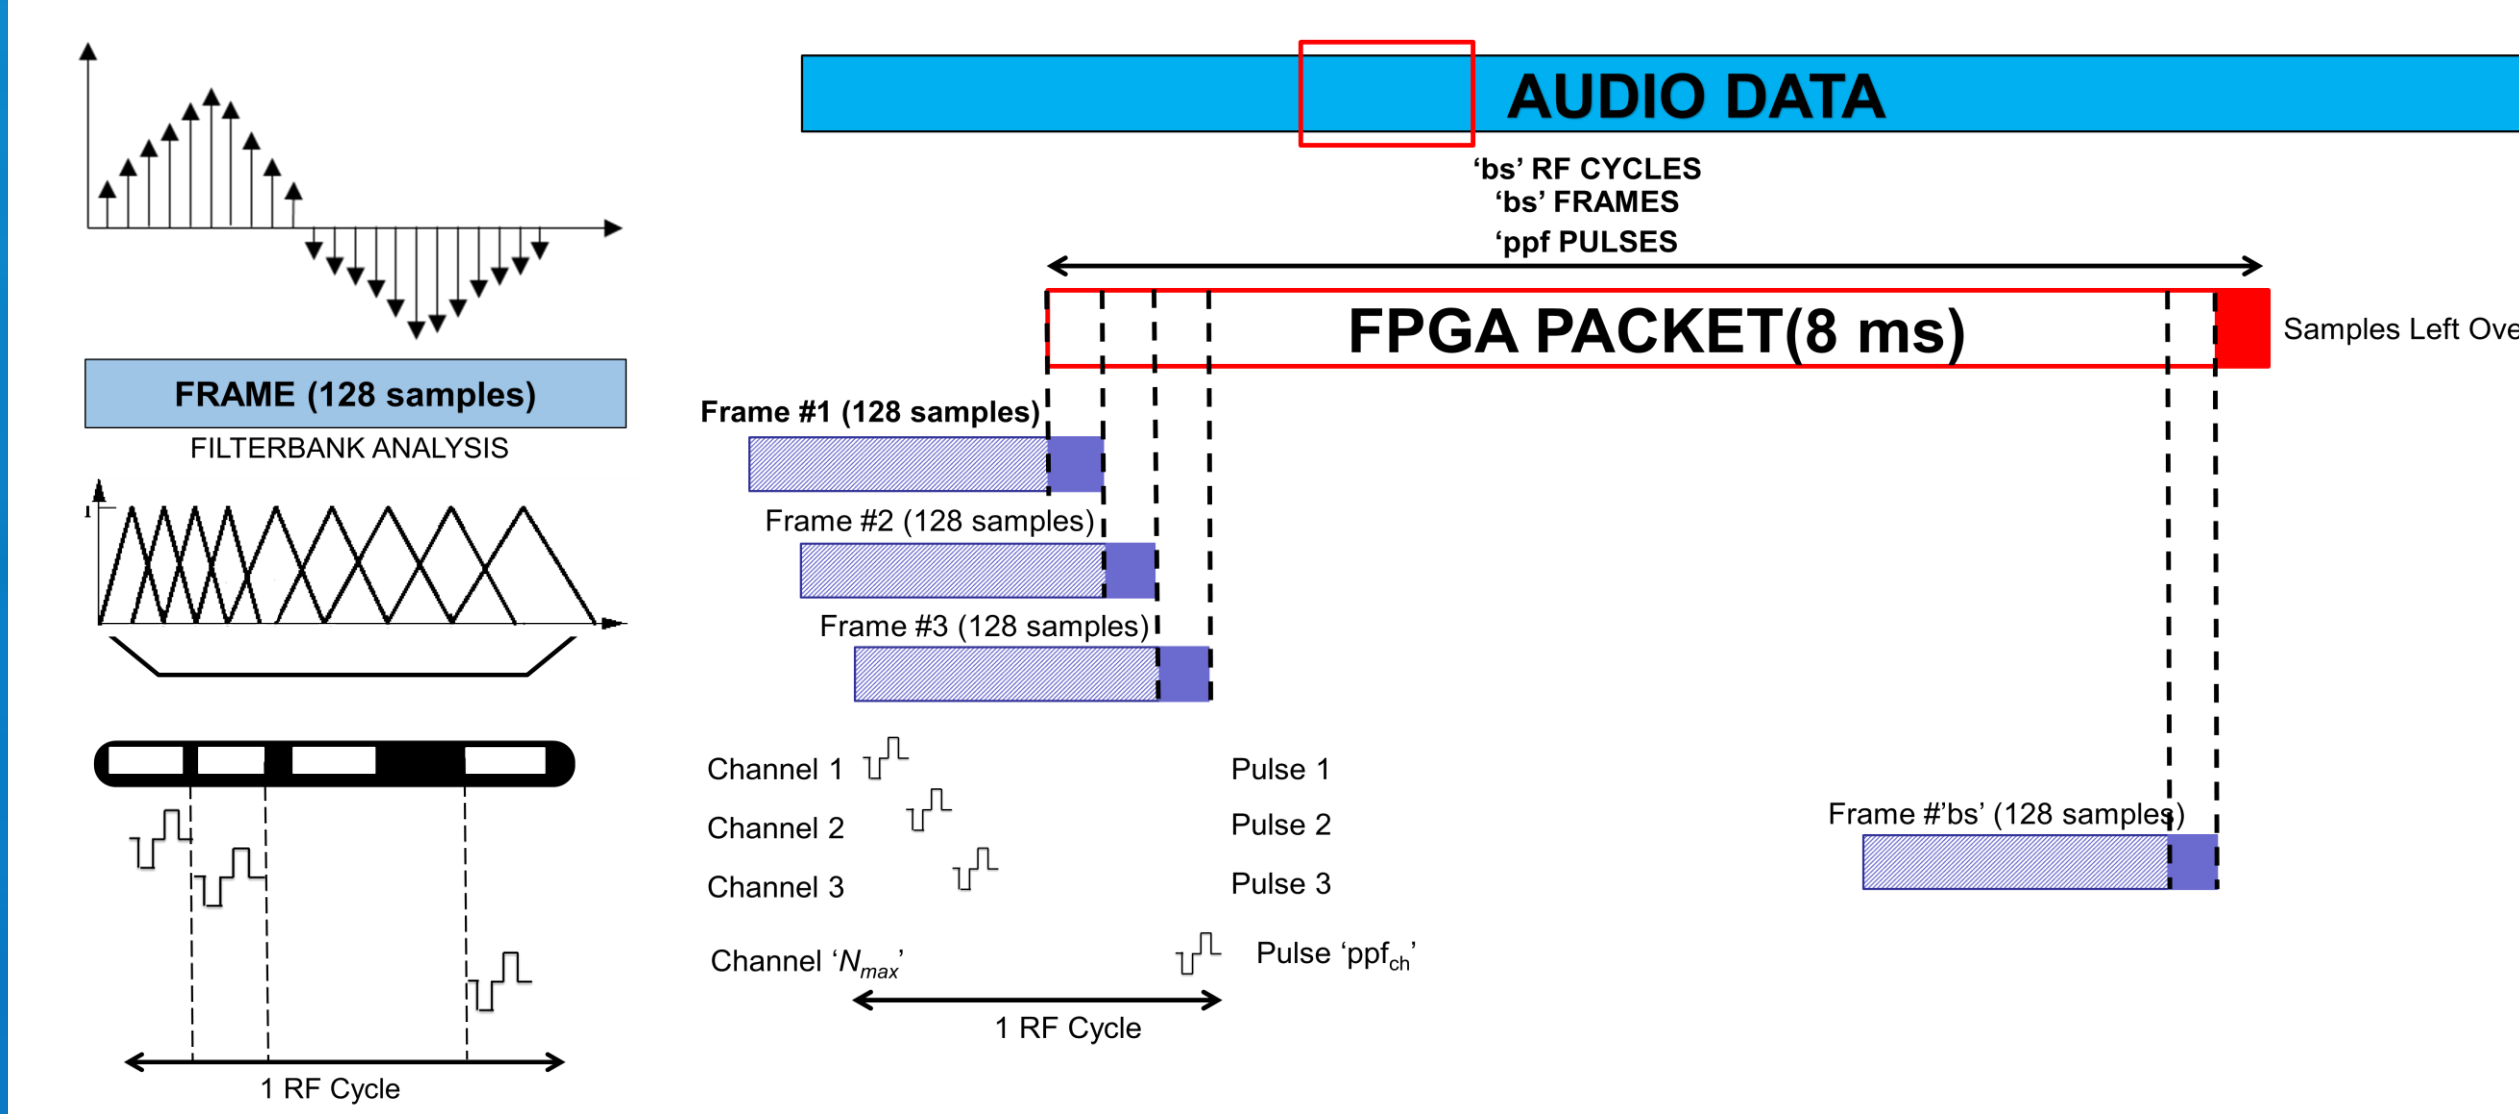 AUDIO DATA
‘bs’ RF CYCLES
‘bs’ FRAMES
‘ppf PULSES
FPGA PACKET(8 ms)
Samples Left Ove
FRAME (128 samples)
FILTERBANK ANALYSIS
1
1 RF Cycle
Frame #1 (128 samples)
Frame #2 (128 samples)
Frame #3 (128 samples)
Channel 1
Pulse 1
Channel 2
Pulse 2
Channel 3
Pulse 3
Channel ‘Nmax’
Pulse ‘ppfch’
1 RF Cycle
Frame #’bs’ (128 samples)